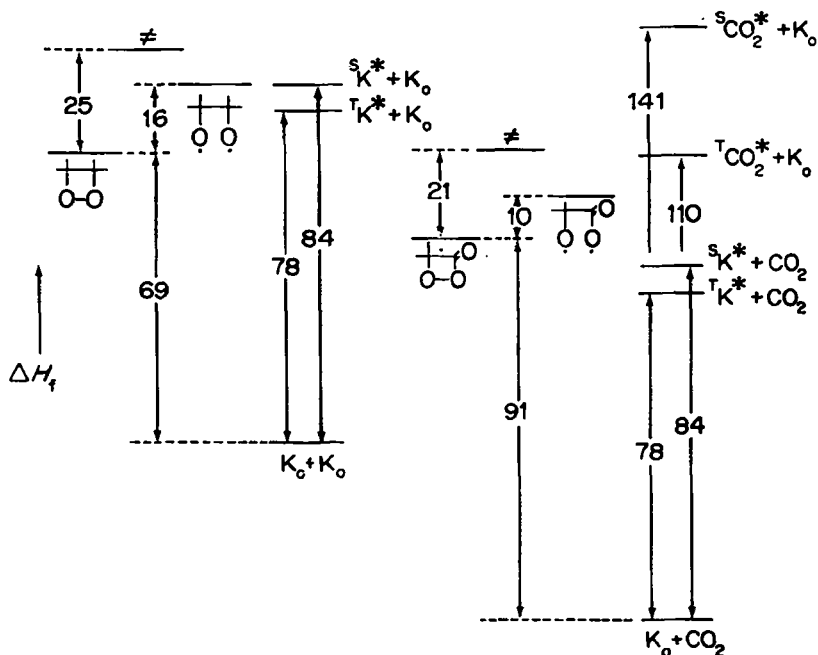 ≠
25
16
O O
O–O
69
ˢK* + K₀
ᵀK* + K₀
78
84
K₀ + K₀
ΔH_f
≠
21
10
O
O O
O
O–O
91
ˢCO₂* + K₀
141
ᵀCO₂* + K₀
110
ˢK* + CO₂
ᵀK* + CO₂
78
84
K₀ + CO₂